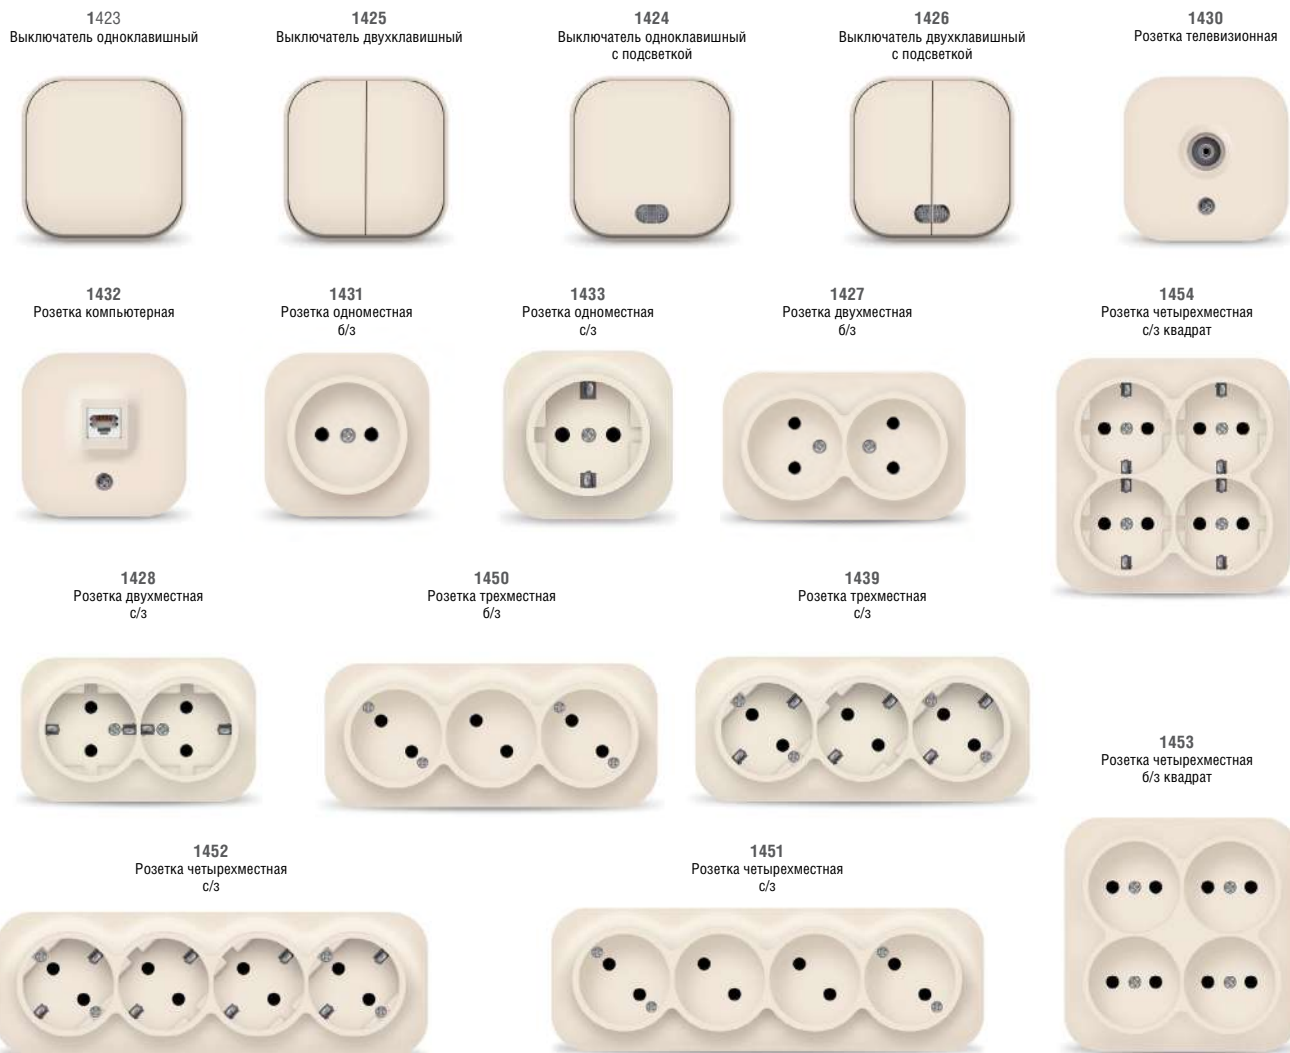 1423
Выключатель одноклавишный
1425
Выключатель двухклавишный
1424
Выключатель одноклавишный
с подсветкой
1426
Выключатель двухклавишный
с подсветкой
1430
Розетка телевизионная
1432
Розетка компьютерная
1431
Розетка одноместная
б/з
1433
Розетка одноместная
с/з
1427
Розетка двухместная
б/з
1454
Розетка четырехместная
с/з квадрат
1428
Розетка двухместная
с/з
1450
Розетка трехместная
б/з
1439
Розетка трехместная
с/з
1453
Розетка четырехместная
б/з квадрат
1452
Розетка четырехместная
с/з
1451
Розетка четырехместная
с/з